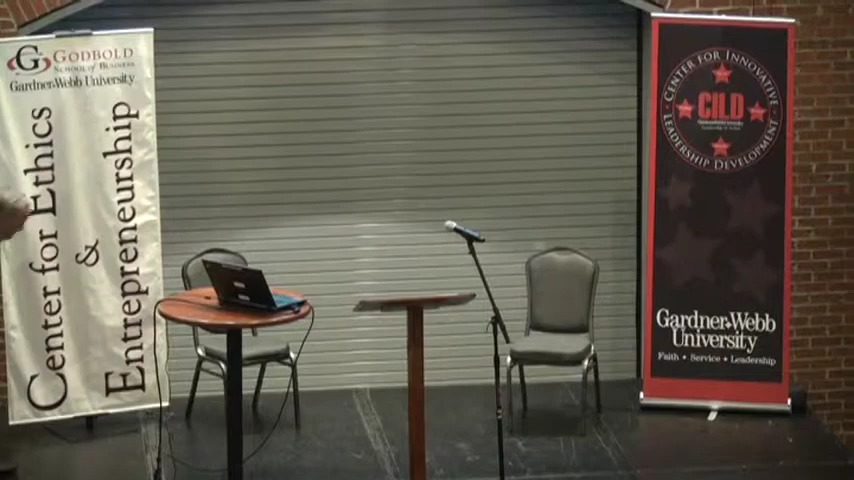 G GODBOLD
SCHOOL of BUSINESS
Gardner-Webb University
Center for Ethics
&
Entrepreneurship
CENTER FOR INNOVATIVE
CILD
LEADERSHIP DEVELOPMENT
Gardner-Webb
University
Faith • Service • Leadership